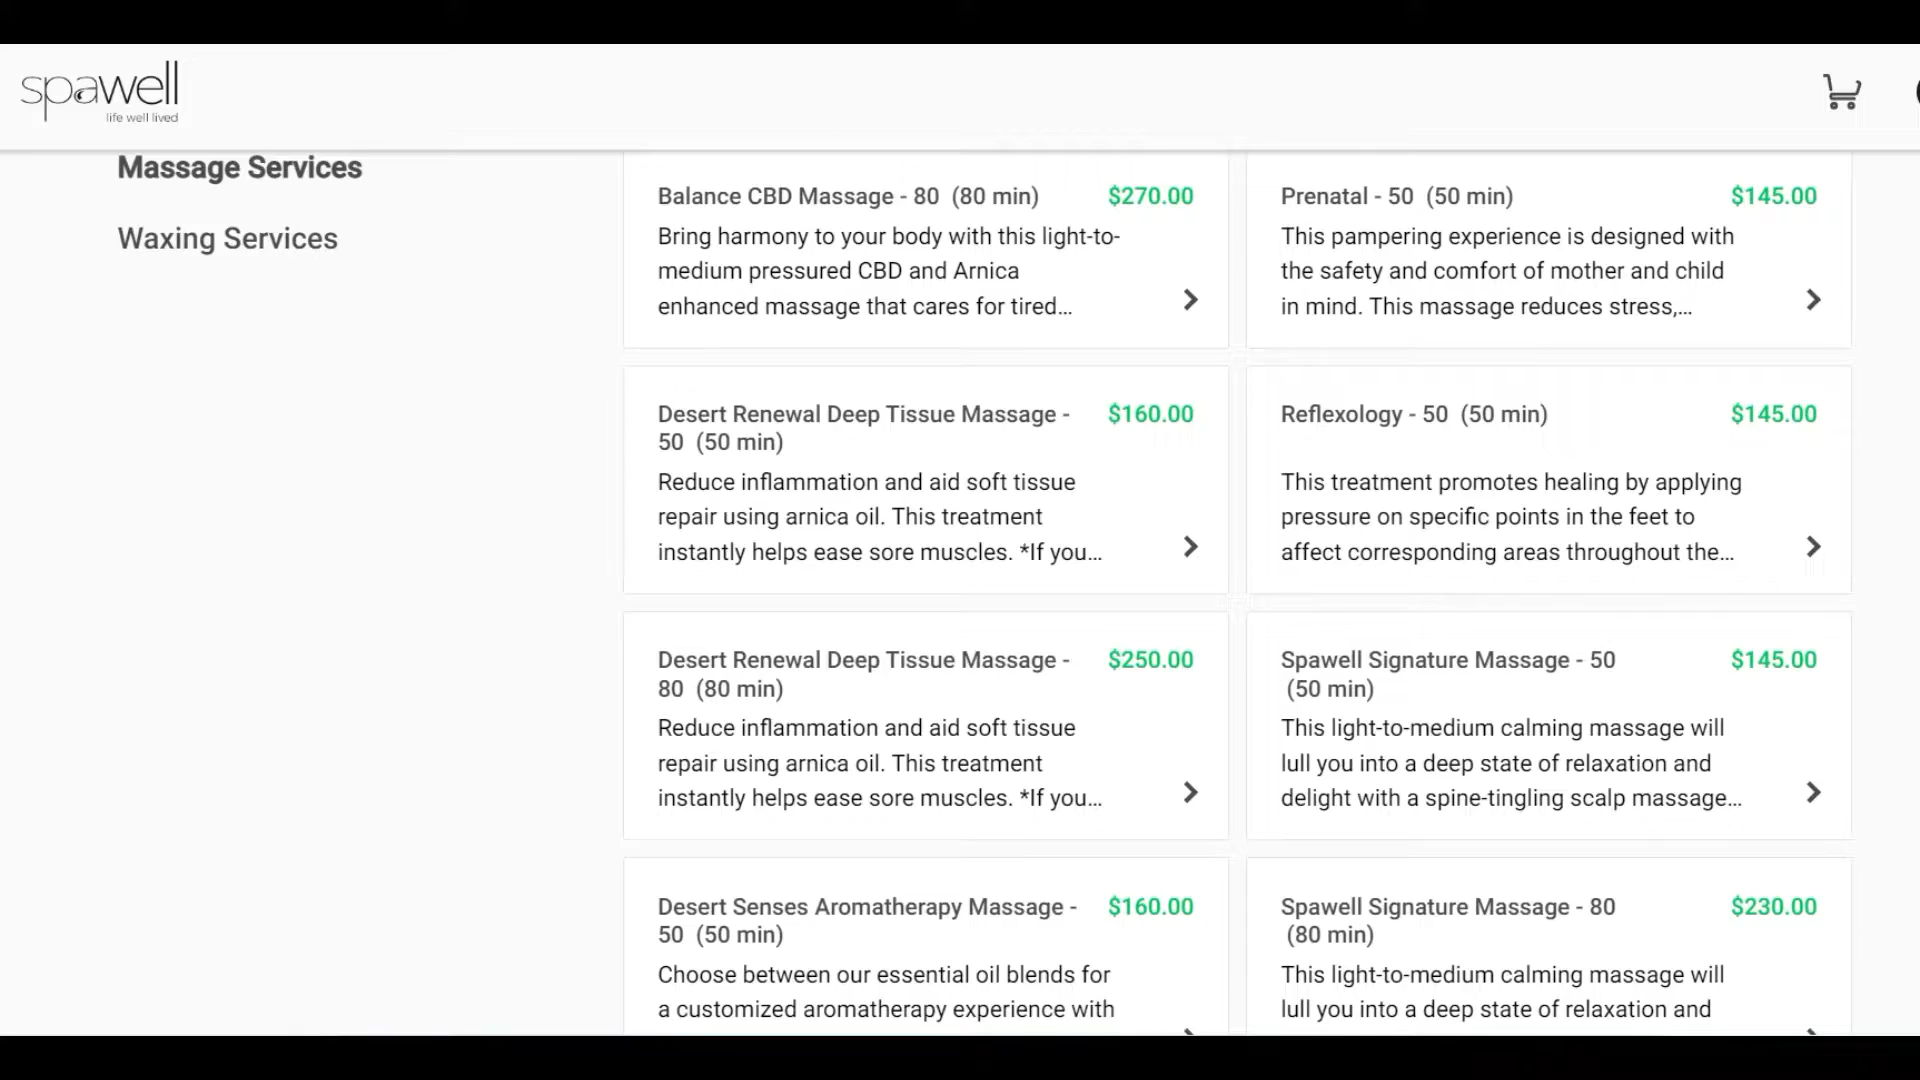 spawell
life well lived
Massage Services
Waxing Services
Balance CBD Massage - 80 (80 min) $270.00
Bring harmony to your body with this light-to-
medium pressured CBD and Arnica
enhanced massage that cares for tired...
Prenatal - 50 (50 min) $145.00
This pampering experience is designed with
the safety and comfort of mother and child
in mind. This massage reduces stress,...
Desert Renewal Deep Tissue Massage - $160.00
50 (50 min)
Reduce inflammation and aid soft tissue
repair using arnica oil. This treatment
instantly helps ease sore muscles. *If you...
Reflexology - 50 (50 min) $145.00
This treatment promotes healing by applying
pressure on specific points in the feet to
affect corresponding areas throughout the...
Desert Renewal Deep Tissue Massage - $250.00
80 (80 min)
Reduce inflammation and aid soft tissue
repair using arnica oil. This treatment
instantly helps ease sore muscles. *If you...
Spawell Signature Massage - 50 $145.00
(50 min)
This light-to-medium calming massage will
lull you into a deep state of relaxation and
delight with a spine-tingling scalp massage...
Desert Senses Aromatherapy Massage - $160.00
50 (50 min)
Choose between our essential oil blends for
a customized aromatherapy experience with
Spawell Signature Massage - 80 $230.00
(80 min)
This light-to-medium calming massage will
lull you into a deep state of relaxation and